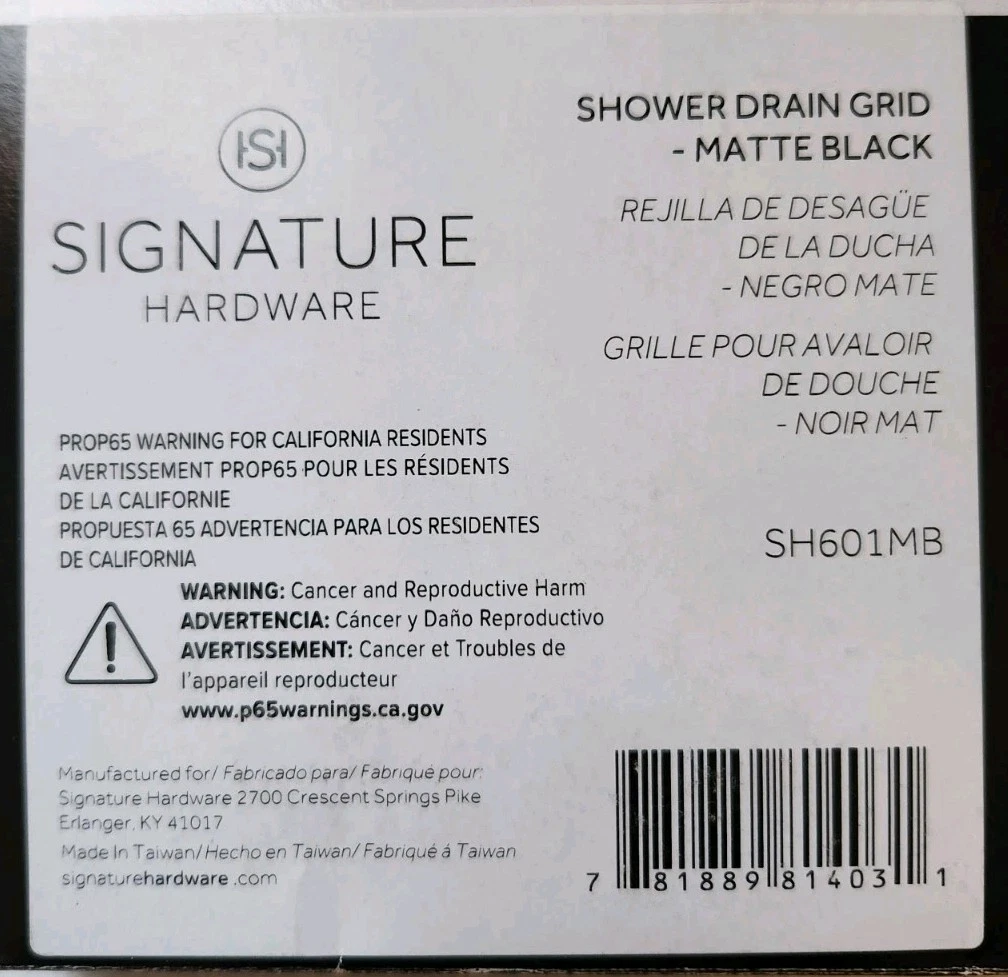 SH
SIGNATURE
HARDWARE
SHOWER DRAIN GRID
- MATTE BLACK
REJILLA DE DESAGÜE
DE LA DUCHA
- NEGRO MATE
GRILLE POUR AVALOIR
DE DOUCHE
- NOIR MAT
SH601MB
PROP65 WARNING FOR CALIFORNIA RESIDENTS
AVERTISSEMENT PROP65 POUR LES RÉSIDENTS
DE LA CALIFORNIE
PROPUESTA 65 ADVERTENCIA PARA LOS RESIDENTES
DE CALIFORNIA
WARNING: Cancer and Reproductive Harm
ADVERTENCIA: Cáncer y Daño Reproductivo
AVERTISSEMENT: Cancer et Troubles de
l'appareil reproducteur
www.p65warnings.ca.gov
Manufactured for/ Fabricado para/ Fabriqué pour:
Signature Hardware 2700 Crescent Springs Pike
Erlanger, KY 41017
Made In Taiwan/ Hecho en Taiwan/ Fabriqué á Taiwan
signaturehardware.com
7 81889 81403 1